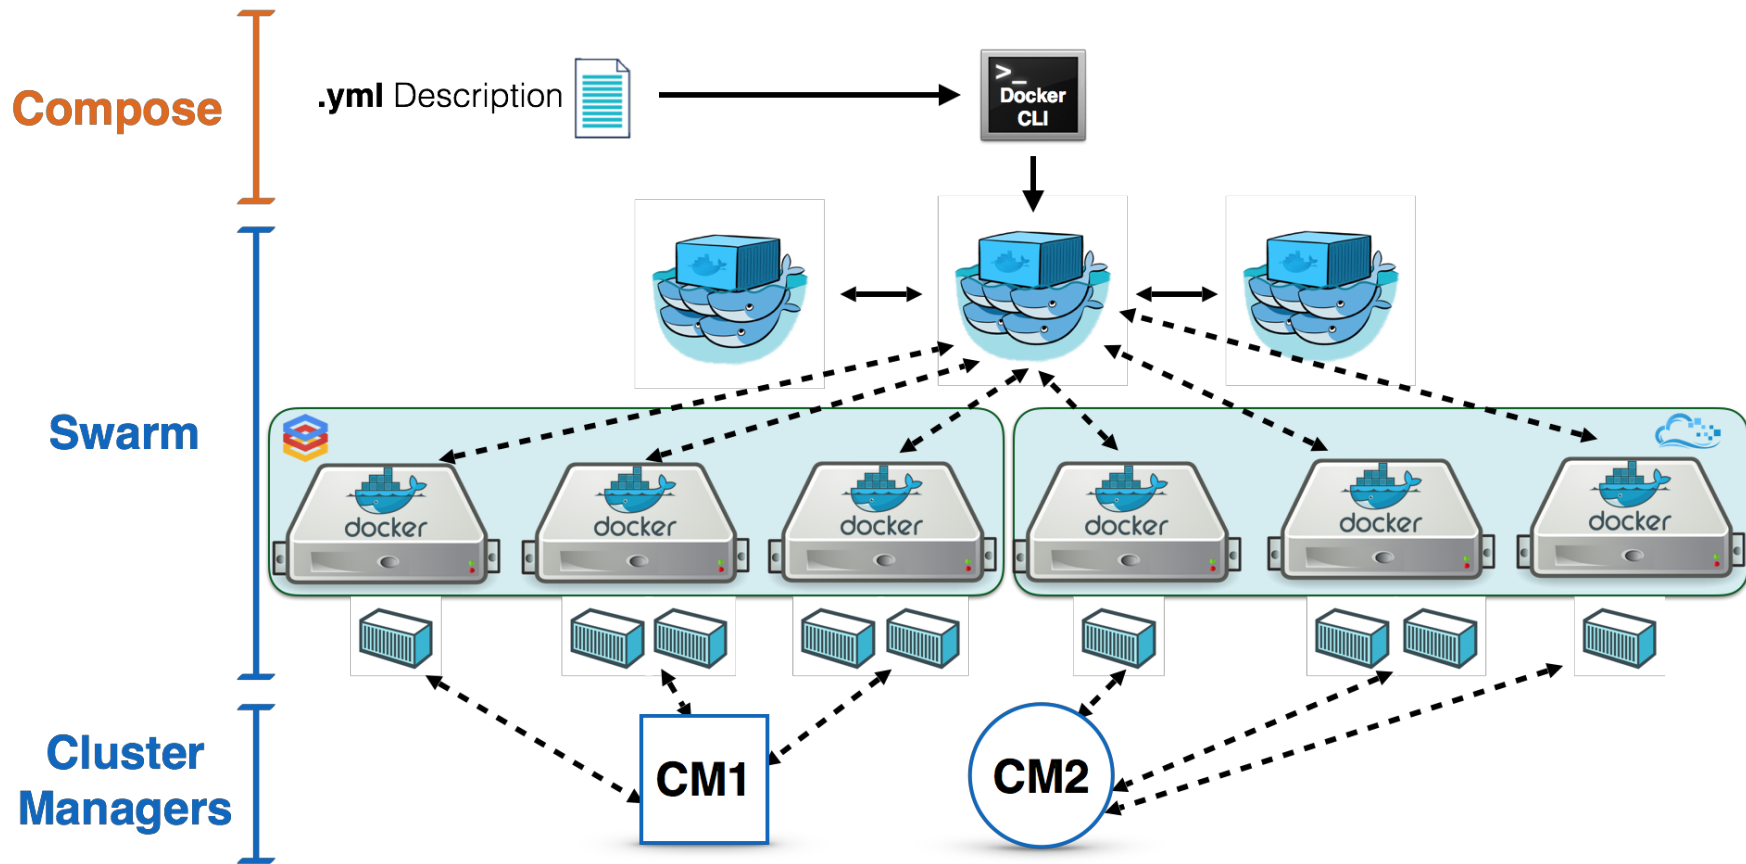 Compose
.yml Description
>_
Docker
CLI
Swarm
docker
docker
docker
docker
docker
docker
Cluster
Managers
CM1
CM2